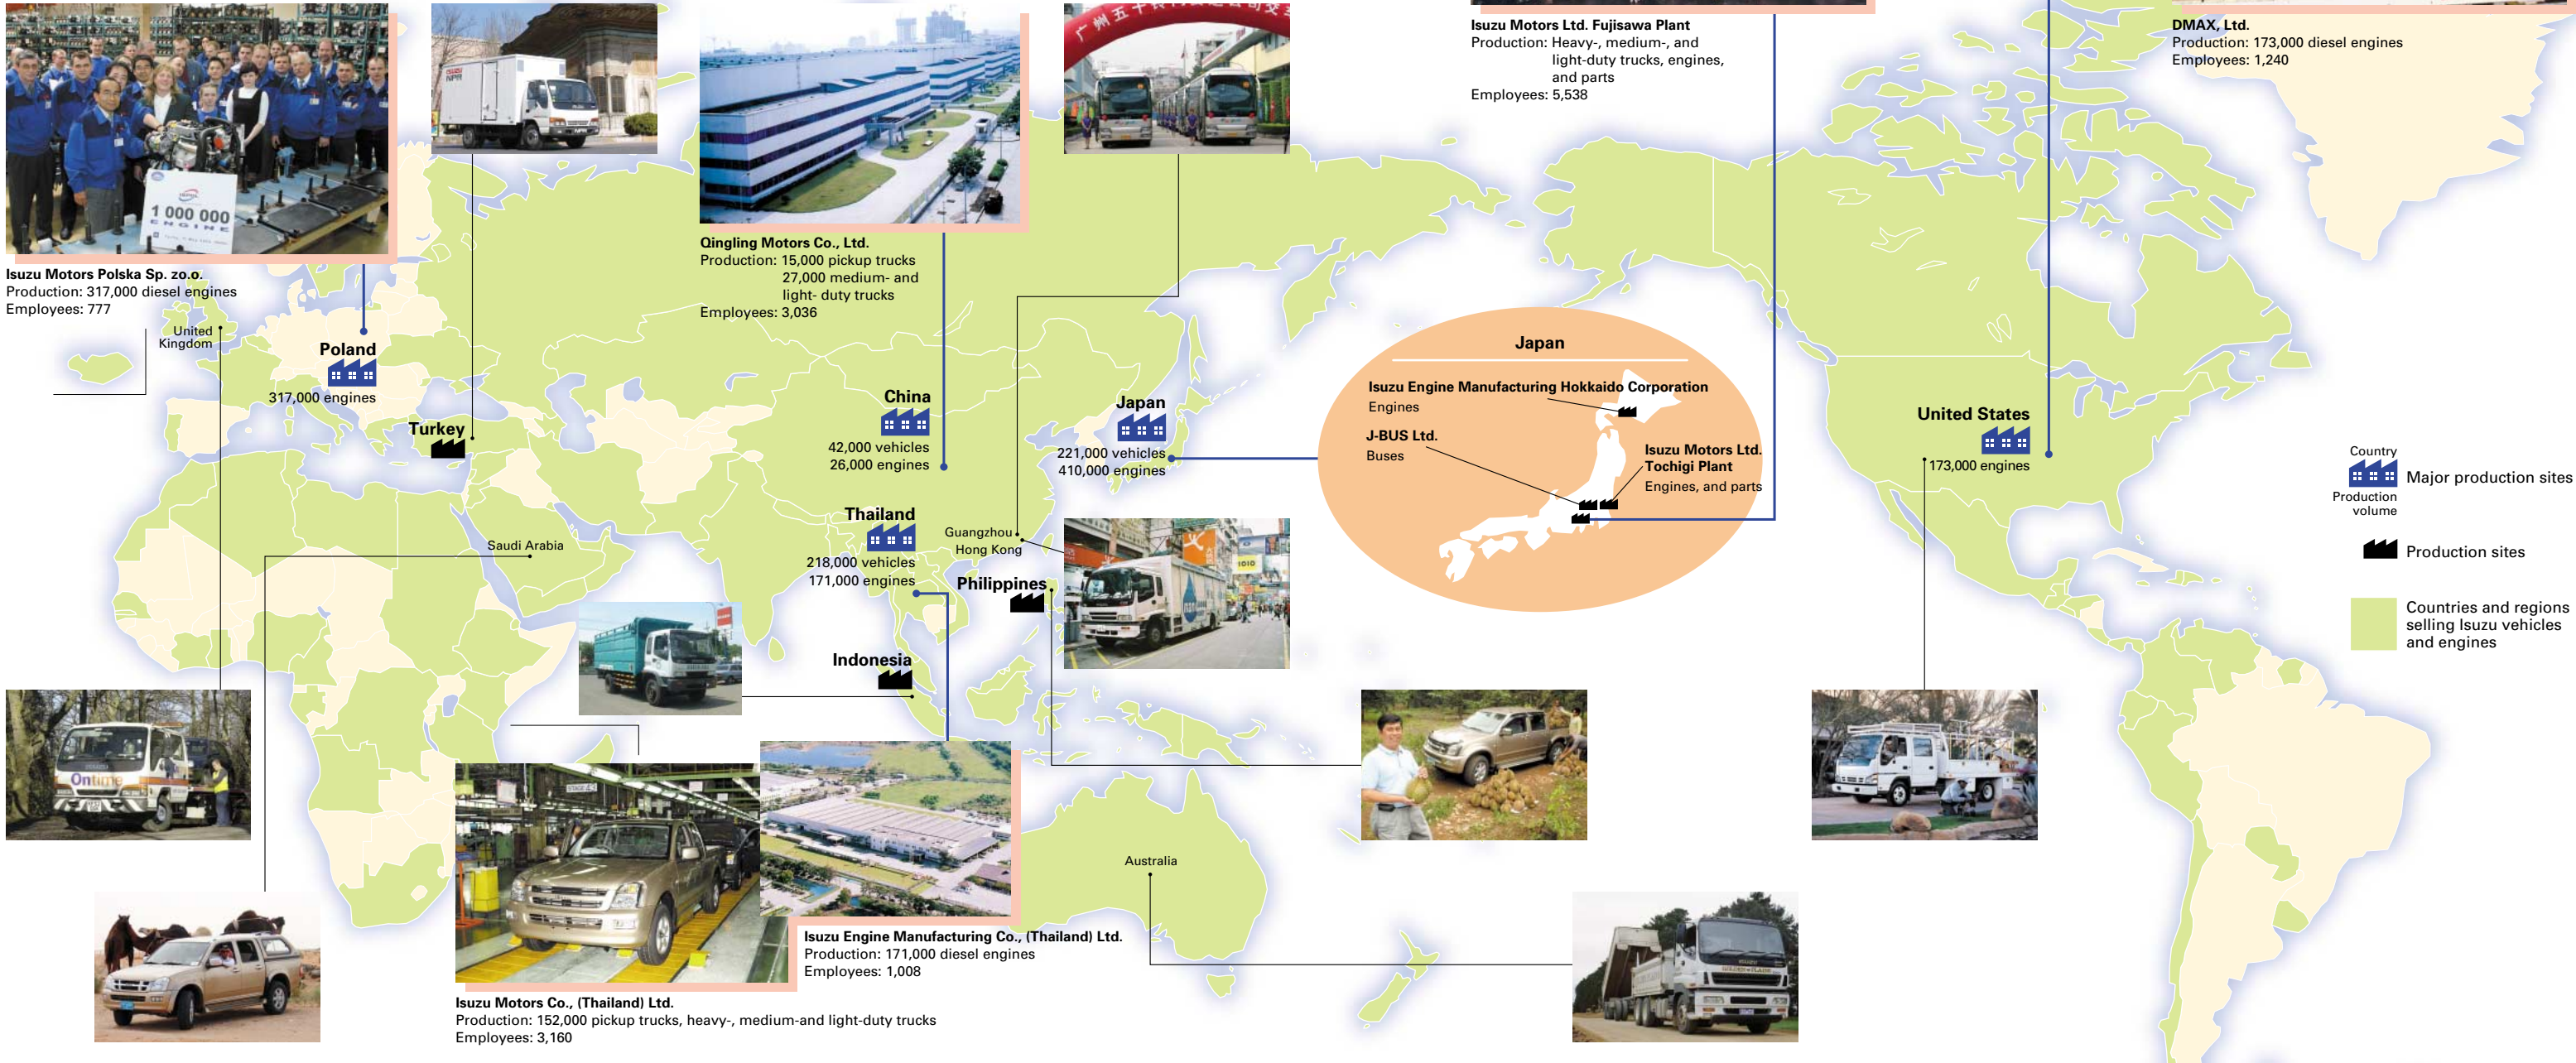 广州五十铃
ISUZU
NPR
1 000 000
ENGINE
Isuzu Motors Polska Sp. zo.o.
Production: 317,000 diesel engines
Employees: 777
Qingling Motors Co., Ltd.
Production: 15,000 pickup trucks
27,000 medium- and
light- duty trucks
Employees: 3,036
Isuzu Motors Ltd. Fujisawa Plant
Production: Heavy-, medium-, and
light-duty trucks, engines,
and parts
Employees: 5,538
DMAX, Ltd.
Production: 173,000 diesel engines
Employees: 1,240
United
Kingdom
Poland
317,000 engines
Turkey
China
42,000 vehicles
26,000 engines
Japan
221,000 vehicles
410,000 engines
Japan
Isuzu Engine Manufacturing Hokkaido Corporation
Engines
J-BUS Ltd.
Buses
Isuzu Motors Ltd.
Tochigi Plant
Engines, and parts
United States
173,000 engines
Country
Major production sites
Production
volume
Production sites
Countries and regions
selling Isuzu vehicles
and engines
Saudi Arabia
Thailand
218,000 vehicles
171,000 engines
Guangzhou
Hong Kong
Philippines
Indonesia
Ontime
1010
Australia
Isuzu Engine Manufacturing Co., (Thailand) Ltd.
Production: 171,000 diesel engines
Employees: 1,008
Isuzu Motors Co., (Thailand) Ltd.
Production: 152,000 pickup trucks, heavy-, medium-and light-duty trucks
Employees: 3,160